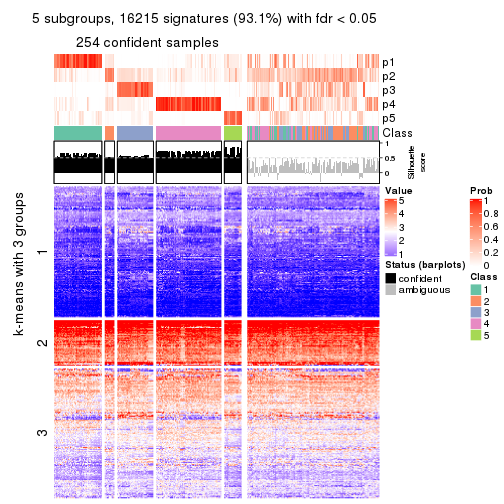 5 subgroups, 16215 signatures (93.1%) with fdr < 0.05
254 confident samples
p1
p2
p3
p4
p5
Class
1
0.5
0
Silhouette
score
k-means with 3 groups
1
2
3
Value
5
4
3
2
1
Status (barplots)
confident
ambiguous
Prob
1
0.8
0.6
0.4
0.2
0
Class
1
2
3
4
5